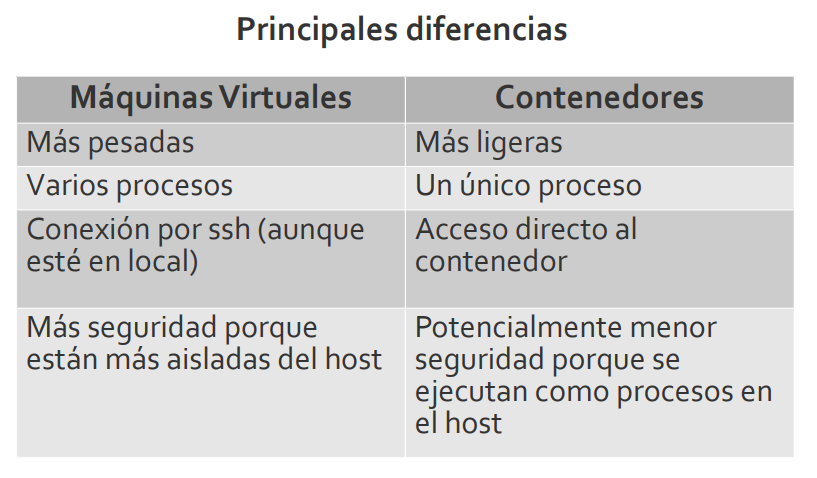 Principales diferencias
Máquinas Virtuales
Contenedores
Más pesadas
Más ligeras
Varios procesos
Un único proceso
Conexión por ssh (aunque
esté en local)
Acceso directo al
contenedor
Más seguridad porque
están más aisladas del host
Potencialmente menor
seguridad porque se
ejecutan como procesos en
el host